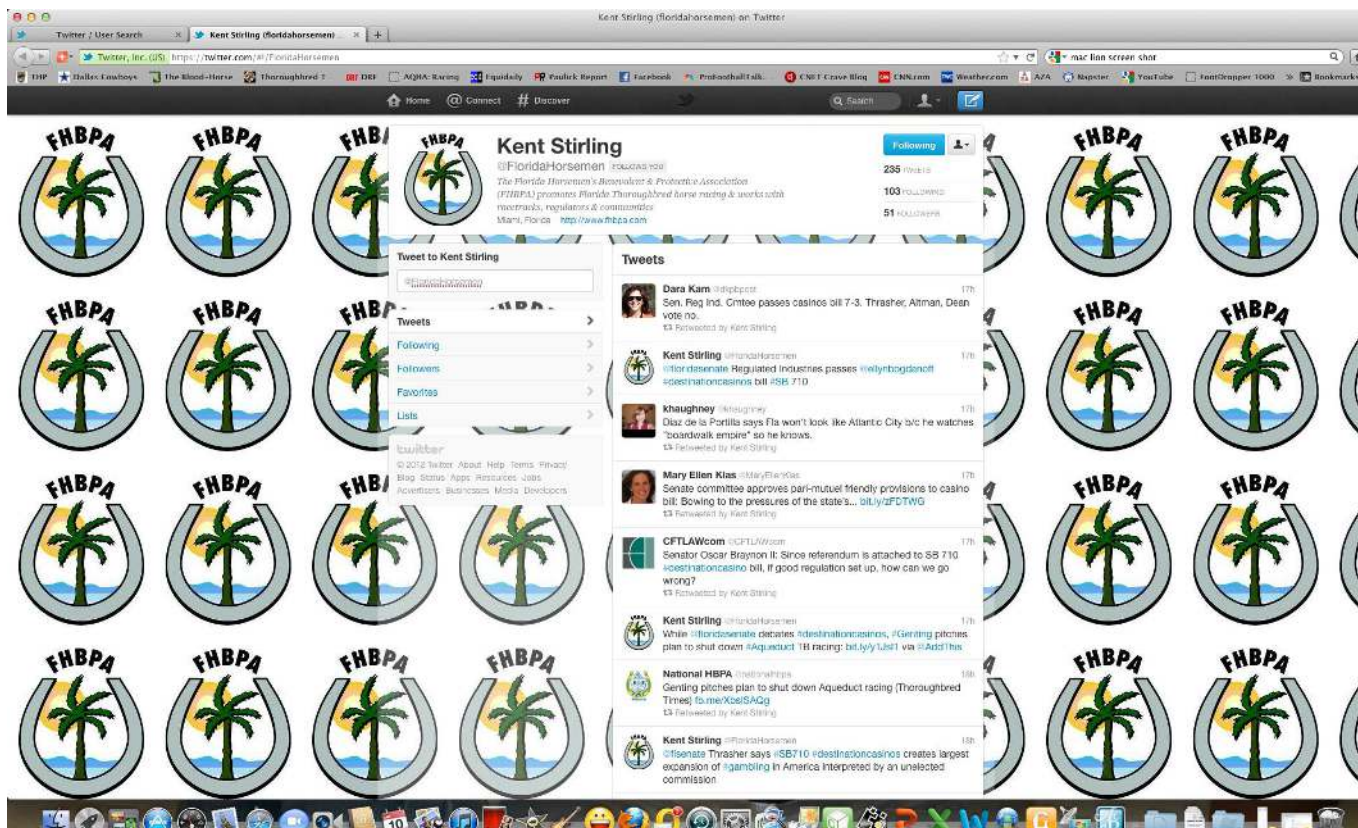 Kent Stirling (floridahorsemen) on Twitter
Twitter / User Search
Kent Stirling (floridahorsemen) ...
Twitter, Inc. (US) https://twitter.com/#!/FloridaHorsemen
mac lion screen shot
THP Dallas Cowboys The Blood-Horse Thoroughbred T DRF AQHA: Racing Equidaily Paulick Report Facebook ProFootballTalk... CNET Crave Blog CNN.com Weather.com AZA Napster YouTube FontDropper 1000 » Bookmarks
Home Connect Discover Search
FHBPA
Kent Stirling
@FloridaHorsemen FOLLOWS YOU
The Florida Horsemen's Benevolent & Protective Association
(FHBPA) promotes Florida Thoroughbred horse racing & works with
racetracks, regulators & communities
Miami, Florida http://www.fhbpa.com
Following
235 TWEETS
103 FOLLOWING
51 FOLLOWERS
Tweet to Kent Stirling
@FloridaHorsemen
Tweets
Following
Followers
Favorites
Lists
twitter
© 2012 Twitter About Help Terms Privacy
Blog Status Apps Resources Jobs
Advertisers Businesses Media Developers
Tweets
Dara Kam @dkpbpost 17h
Sen. Reg Ind. Cmtee passes casinos bill 7-3. Thrasher, Altman, Dean
vote no.
Retweeted by Kent Stirling
Kent Stirling @FloridaHorsemen 17h
@floridasenate Regulated Industries passes @ellynbogdanoff
#destinationcasinos bill #SB 710
khaughney @khaughney 17h
Diaz de la Portilla says Fla won't look like Atlantic City b/c he watches
"boardwalk empire" so he knows.
Retweeted by Kent Stirling
Mary Ellen Klas @MaryEllenKlas 17h
Senate committee approves pari-mutuel friendly provisions to casino
bill: Bowing to the pressures of the state's... bit.ly/zFDTWG
Retweeted by Kent Stirling
CFTLAWcom @CFTLAWcom 17h
Senator Oscar Braynon II: Since referendum is attached to SB 710
#destinationcasino bill, if good regulation set up, how can we go
wrong?
Retweeted by Kent Stirling
Kent Stirling @FloridaHorsemen 17h
While @floridasenate debates #destinationcasinos, #Genting pitches
plan to shut down #Aqueduct TB racing: via @AddThis
National HBPA @nationalhbpa 18h
Genting pitches plan to shut down Aqueduct racing (Thoroughbred
Times) fb.me/XbslSAQg
Retweeted by Kent Stirling
Kent Stirling @FloridaHorsemen 18h
@flsenate Thrasher says #SB710 #destinationcasinos creates largest
expansion of #gambling in America interpreted by an unelected
commission